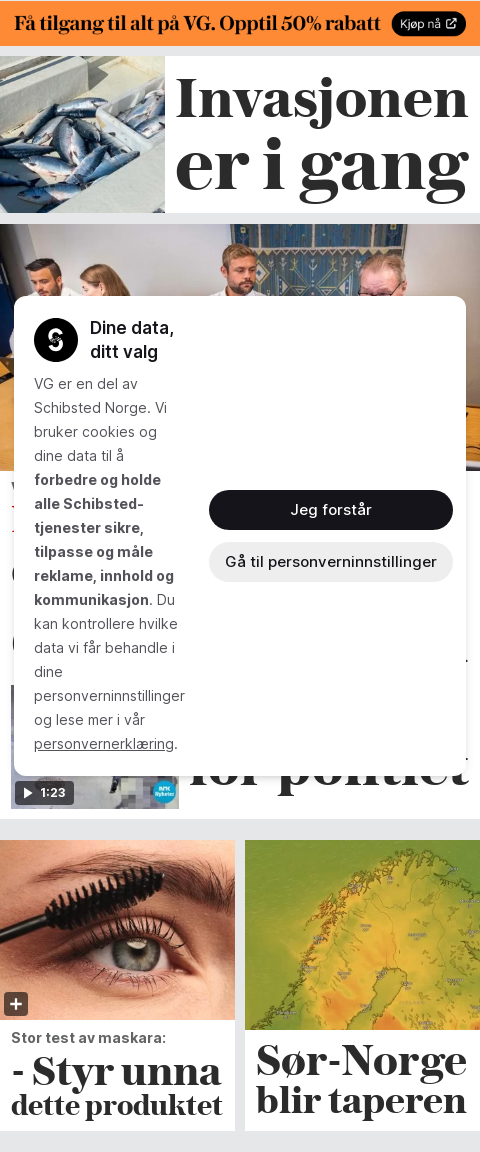 Få tilgang til alt på VG. Opptil 50% rabatt
Kjøp nå
Invasjonen
er i gang
Dine data,
ditt valg
VG er en del av
Schibsted Norge. Vi
bruker cookies og
dine data til å
forbedre og holde
alle Schibsted-
tjenester sikre,
tilpasse og måle
reklame, innhold og
kommunikasjon. Du
kan kontrollere hvilke
data vi får behandle i
dine
personverninnstillinger
og lese mer i vår
personvernerklæring.
Jeg forstår
Gå til personverninnstillinger
for politiet
1:23
NRK
Nyheter
Stor test av maskara:
- Styr unna
dette produktet
Sør-Norge
blir taperen